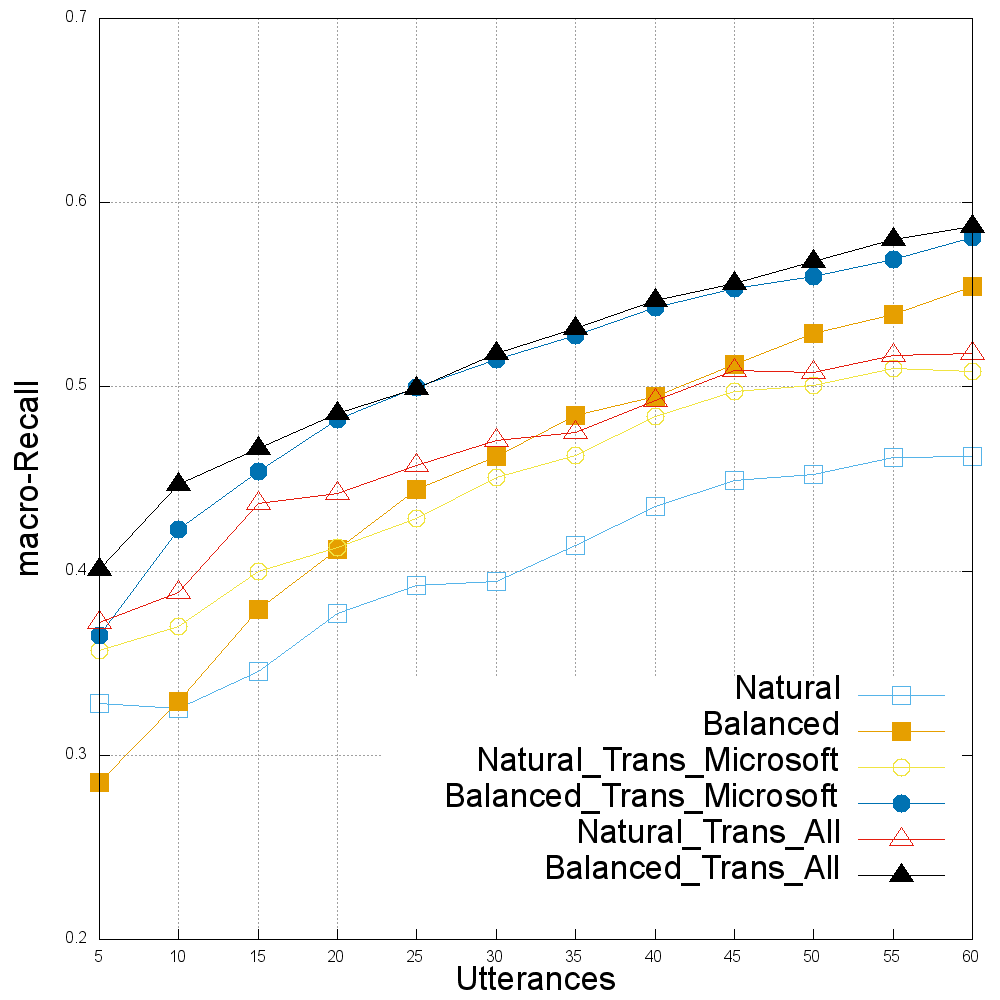 0.7
0.6
0.5
0.4
0.3
0.2
macro-Recall
Natural
Balanced
Natural_Trans_Microsoft
Balanced_Trans_Microsoft
Natural_Trans_All
Balanced_Trans_All
5 10 15 20 25 30 35 40 45 50 55 60
Utterances